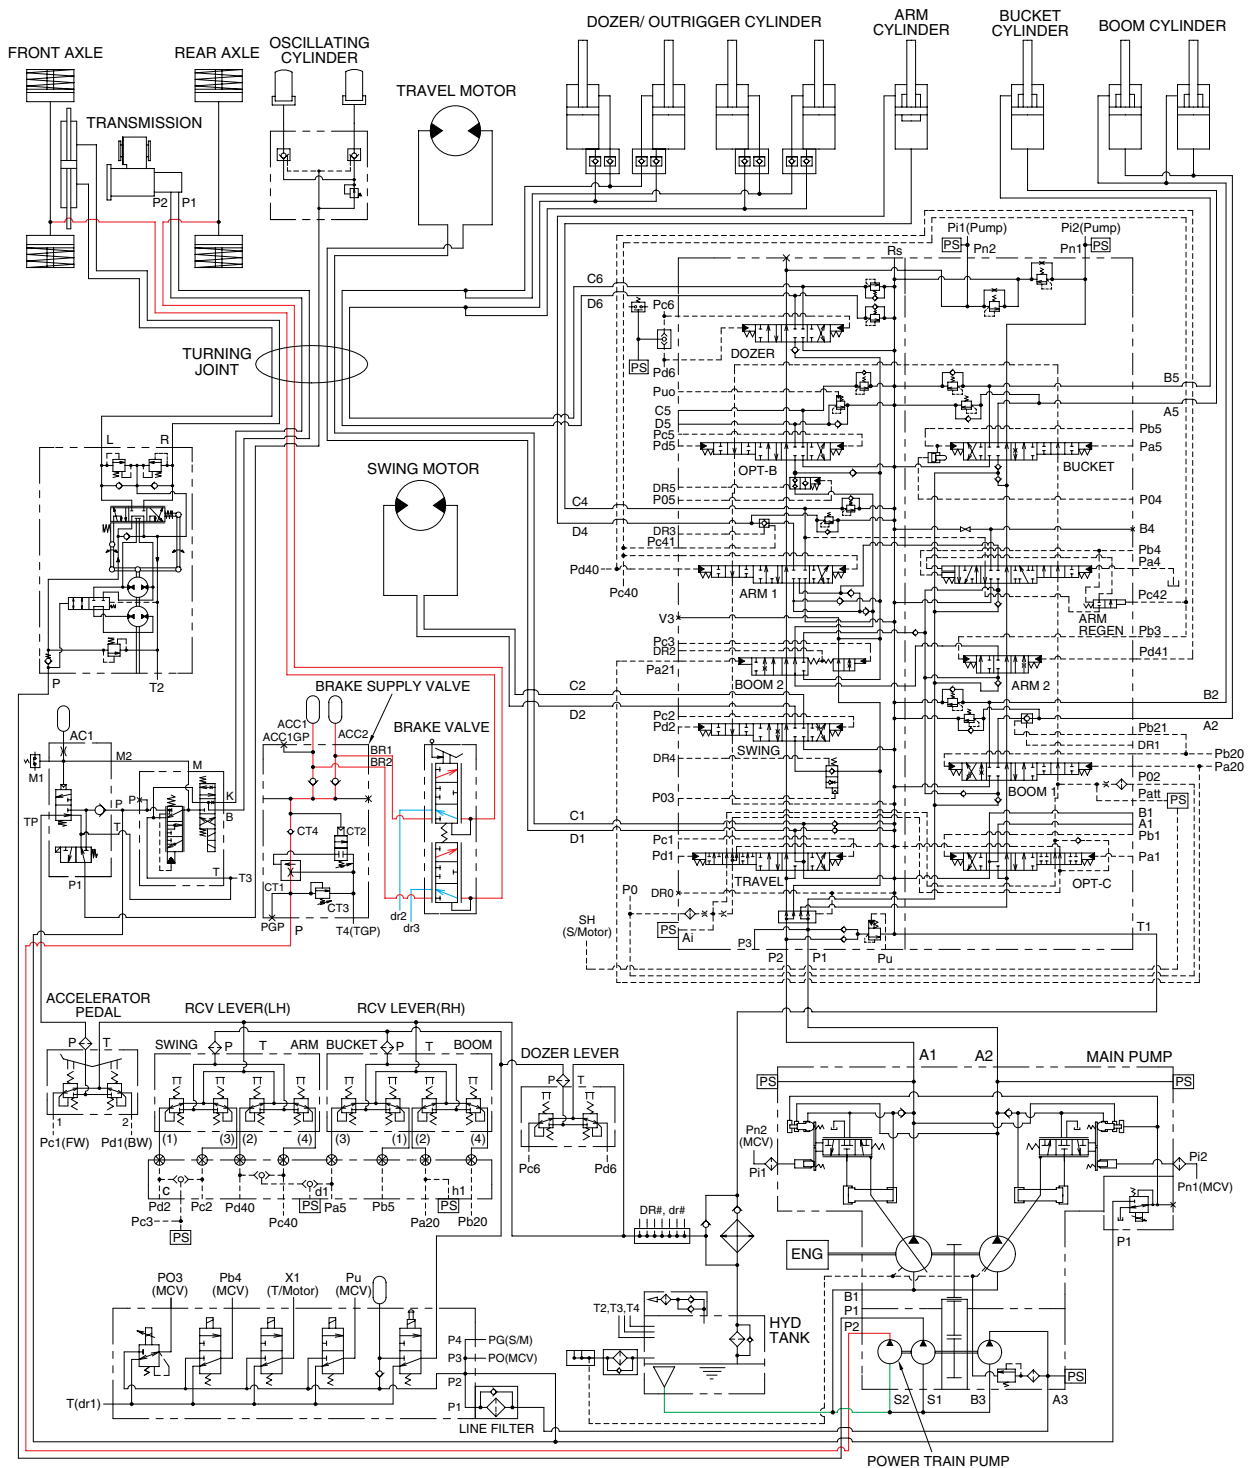 DOZER/ OUTRIGGER CYLINDER
ARM
CYLINDER
BUCKET
CYLINDER
BOOM CYLINDER
FRONT AXLE
REAR AXLE
OSCILLATING
CYLINDER
TRAVEL MOTOR
TRANSMISSION
P2
P1
Pi1(Pump)
PS
Pn2
Pi2(Pump)
Pn1
PS
Rs
C6
D6
Pc6
DOZER
PS
Pd6
TURNING
JOINT
Puo
C5
D5
Pc5
Pd5
OPT-B
B5
A5
Pb5
Pa5
BUCKET
L
R
SWING MOTOR
DR5
P05
P04
C4
D4
DR3
Pc41
B4
Pb4
Pa4
Pd40
Pc40
ARM 1
Pc42
ARM
REGEN
V3
Pc3
DR2
Pa21
BOOM 2
Pb3
Pd41
ARM 2
P
T2
BRAKE SUPPLY VALVE
C2
D2
Pc2
Pd2
SWING
B2
A2
Pb21
DR1
Pb20
Pa20
ACC1
ACC1GP
ACC2
BRAKE VALVE
BR1
BR2
AC1
M2
M1
M
K
B
P
P
T
TP
T
T3
P1
DR4
P03
BOOM 1
P02
Patt
PS
CT4
CT2
CT1
CT3
PGP
P
T4(TGP)
dr2
dr3
C1
D1
Pc1
Pd1
TRAVEL
B1
A1
Pb1
Pa1
OPT-C
P0
DR0
SH
(S/Motor)
PS
Ai
P3
P2
P1
Pu
T1
ACCELERATOR
PEDAL
P
T
1
2
Pc1(FW)
Pd1(BW)
RCV LEVER(LH)
RCV LEVER(RH)
SWING
P
T
ARM
BUCKET
P
T
BOOM
(1)
(3)
(2)
(4)
(3)
(1)
(2)
(4)
c
d1
h1
Pd2
Pc2
Pd40
PS
Pa5
Pb5
PS
Pc3
Pc40
Pa20
Pb20
PS
DOZER LEVER
P
T
Pc6
Pd6
A1
A2
MAIN PUMP
PS
PS
Pn2
(MCV)
Pi1
Pi2
Pn1(MCV)
P1
DR#, dr#
ENG
B1
P1
P2
PO3
(MCV)
Pb4
(MCV)
X1
(T/Motor)
Pu
(MCV)
P4
PG(S/M)
P3
PO(MCV)
P2
P1
T(dr1)
LINE FILTER
T2,T3,T4
HYD
TANK
PS
S2
S1
B3
A3
POWER TRAIN PUMP